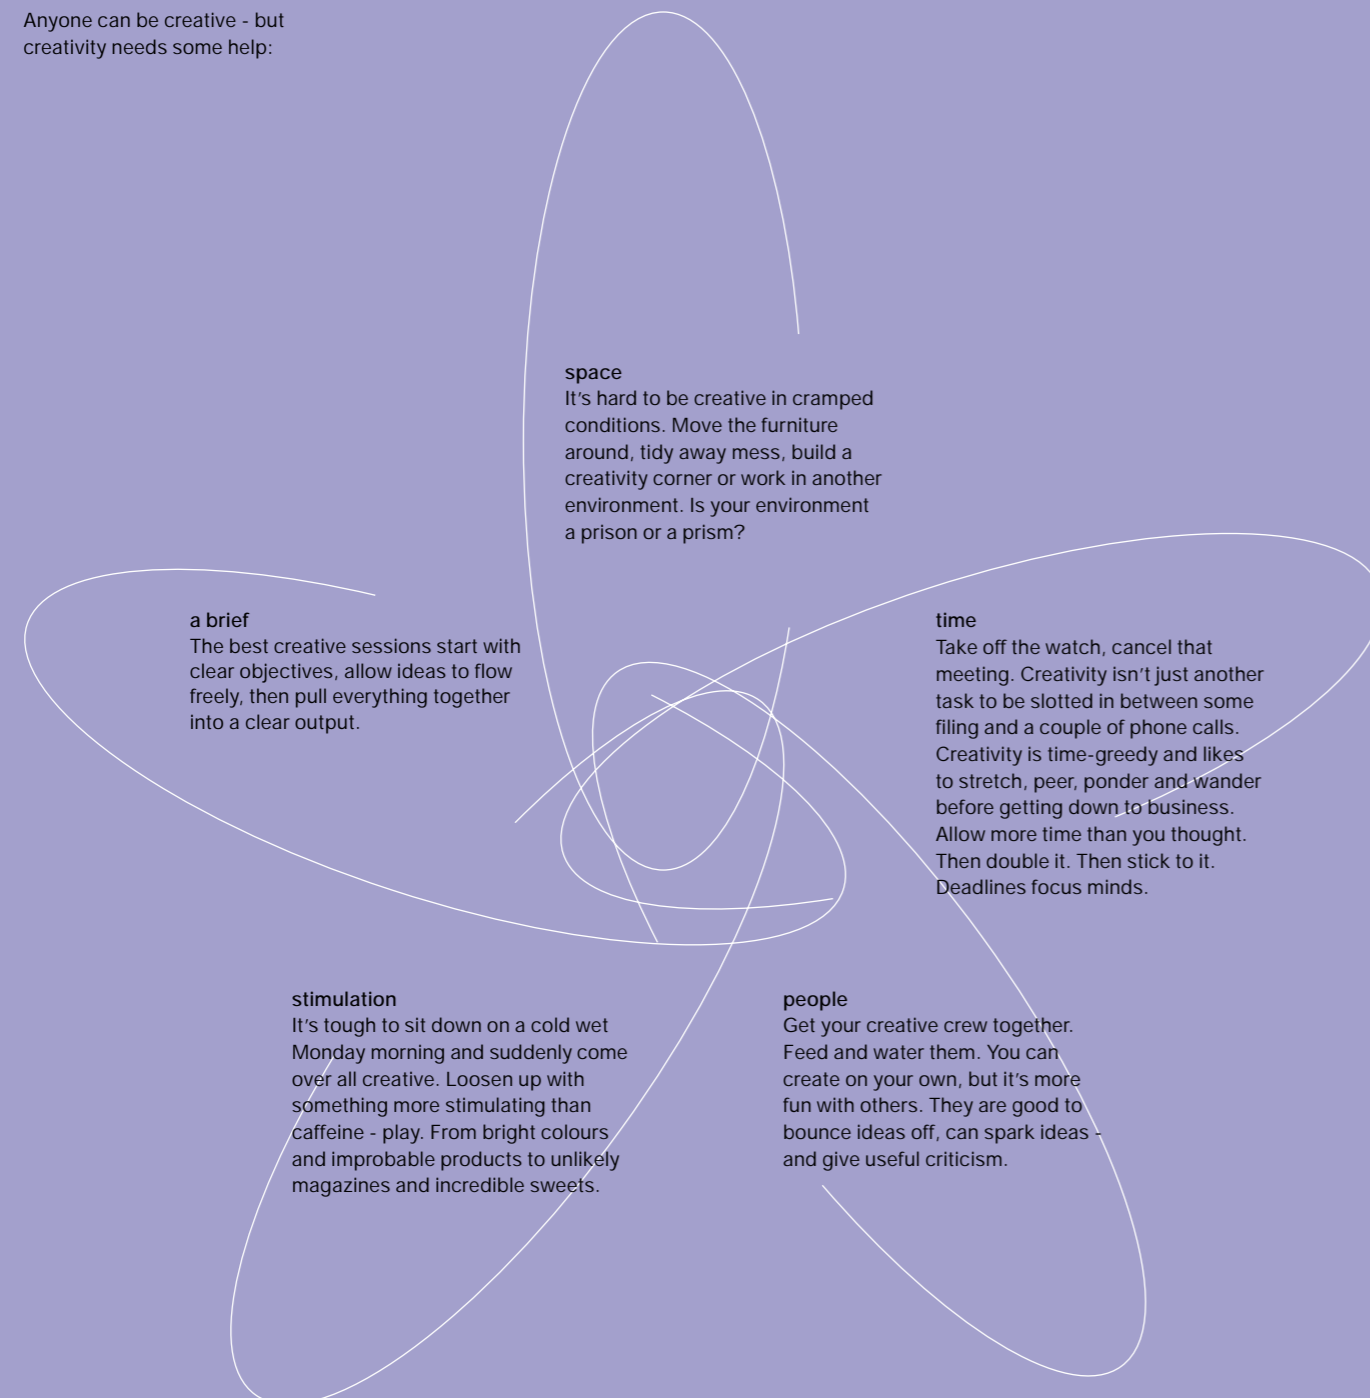 Anyone can be creative - but
creativity needs some help:
space
It's hard to be creative in cramped
conditions. Move the furniture
around, tidy away mess, build a
creativity corner or work in another
environment. Is your environment
a prison or a prism?
a brief
The best creative sessions start with
clear objectives, allow ideas to flow
freely, then pull everything together
into a clear output.
time
Take off the watch, cancel that
meeting. Creativity isn't just another
task to be slotted in between some
filing and a couple of phone calls.
Creativity is time-greedy and likes
to stretch, peer, ponder and wander
before getting down to business.
Allow more time than you thought.
Then double it. Then stick to it.
Deadlines focus minds.
stimulation
It's tough to sit down on a cold wet
Monday morning and suddenly come
over all creative. Loosen up with
something more stimulating than
caffeine - play. From bright colours
and improbable products to unlikely
magazines and incredible sweets.
people
Get your creative crew together.
Feed and water them. You can
create on your own, but it's more
fun with others. They are good to
bounce ideas off, can spark ideas -
and give useful criticism.